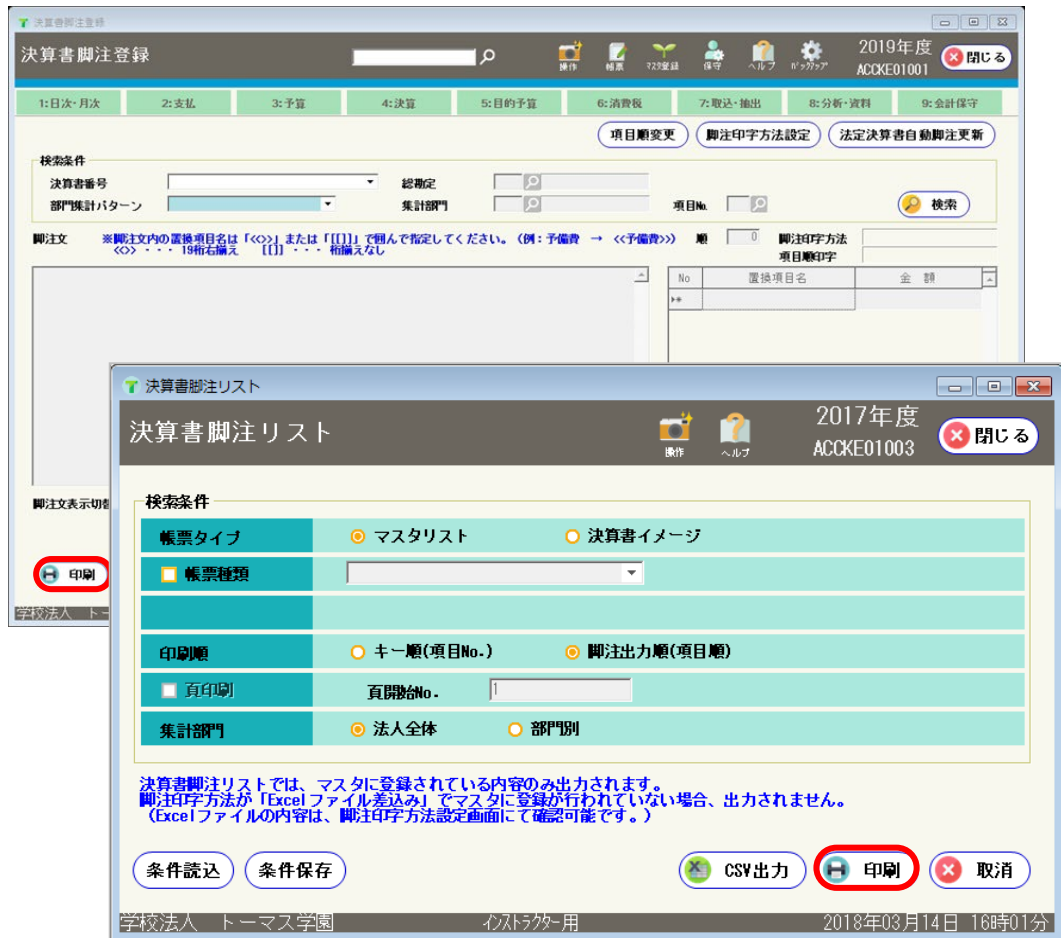 決算書脚注登録
決算書脚注登録
操作 帳票 マスタ登録 保守 ヘルプ ﾊﾞｯｸｱｯﾌﾟ
2019年度
ACCKE01001
閉じる
1:日次・月次 2:支払 3:予算 4:決算 5:目的予算 6:消費税 7:取込・抽出 8:分析・資料 9:会計保守
項目順変更 脚注印字方法設定 法定決算書自動脚注更新
検索条件
決算書番号 総勘定
部門集計パターン 集計部門 項目No. 検索
脚注文 ※脚注文内の置換項目名は「<<>>」または「[[]]」で囲んで指定してください。(例:予備費 → <<予備費>>) 順 0 脚注印字方法
<<>>・・・19桁右揃え [[]]・・・桁揃えなし 項目順印字
No 置換項目名 金 額
脚注文表示切替
印刷
学校法人 トー
決算書脚注リスト
決算書脚注リスト
操作 ヘルプ
2017年度
ACCKE01003
閉じる
検索条件
帳票タイプ マスタリスト 決算書イメージ
帳票種類
印刷順 キー順(項目No.) 脚注出力順(項目順)
頁印刷 頁開始No. 1
集計部門 法人全体 部門別
決算書脚注リストでは、マスタに登録されている内容のみ出力されます。
脚注印字方法が「Excelファイル差込み」でマスタに登録が行われていない場合、出力されません。
(Excelファイルの内容は、脚注印字方法設定画面にて確認可能です。)
条件読込 条件保存 CSV出力 印刷 取消
学校法人 トーマス学園 ｲﾝｽﾄﾗｸﾀｰ用 2018年03月14日 16時01分